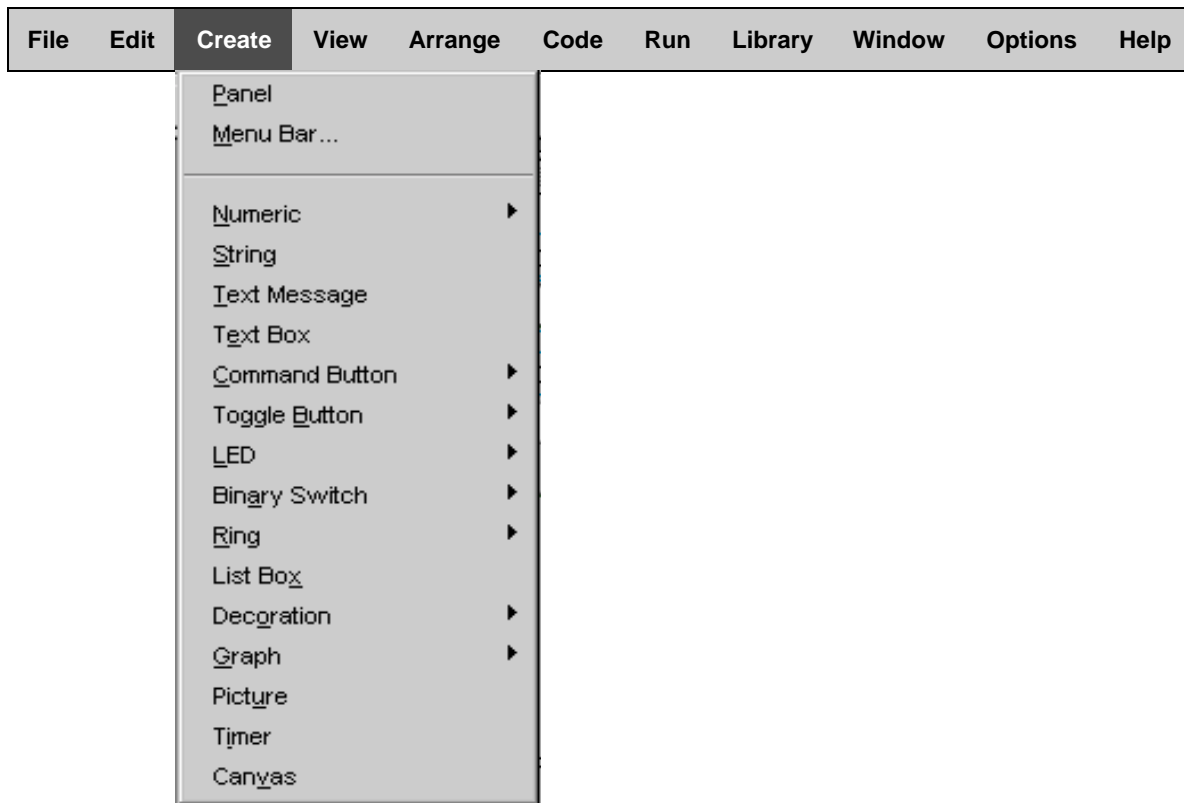 File Edit Create View Arrange Code Run Library Window Options Help
Panel
Menu Bar...
Numeric
String
Text Message
Text Box
Command Button
Toggle Button
LED
Binary Switch
Ring
List Box
Decoration
Graph
Picture
Timer
Canvas